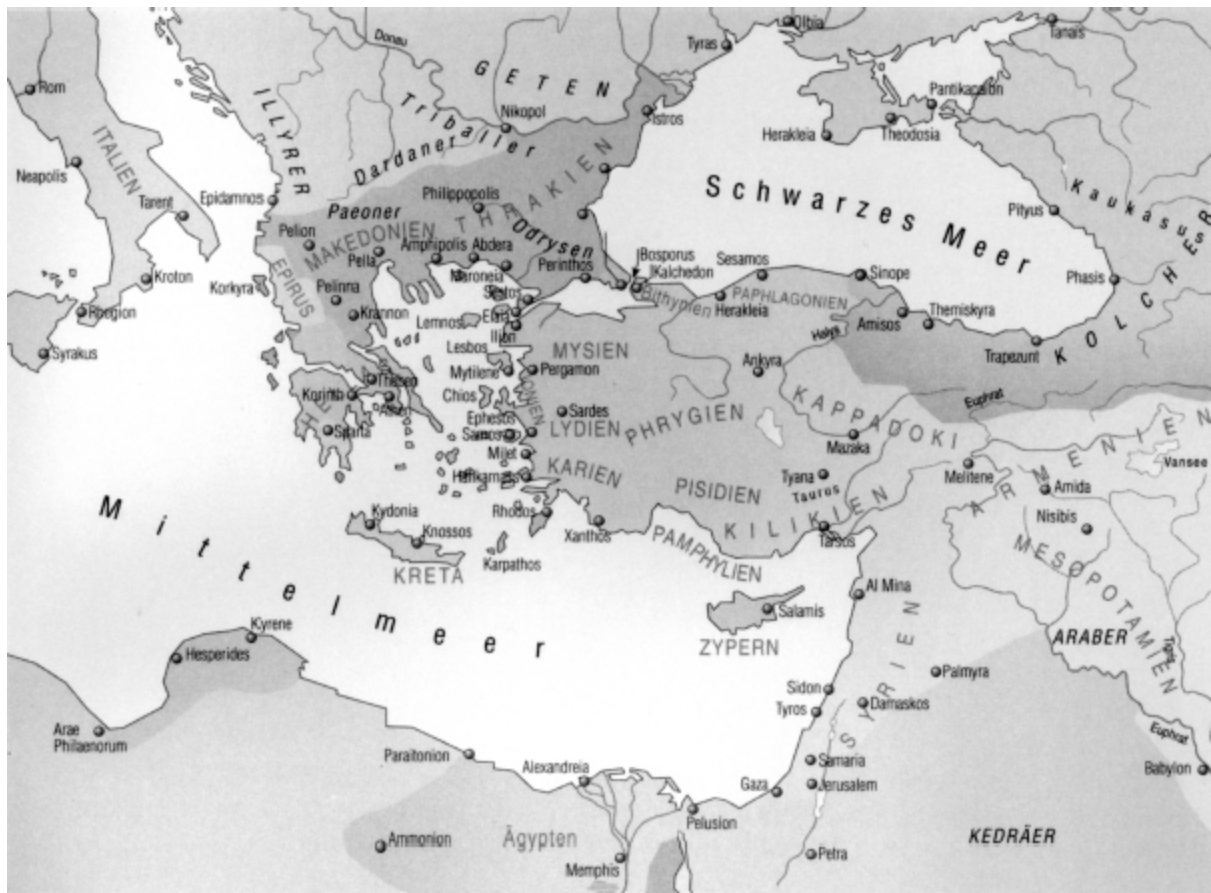 Olbia
Tanais
Tyras
Donau
GETEN
Rom
ILLYRER
Triballer
Nikopol
Istros
Pantikapaion
Herakleia
Theodosia
ITALIEN
Dardaner
Neapolis
Tarent
Epidamnos
Philippopolis
THRAKIEN
Schwarzes Meer
Kaukasus
Pityus
Paeoner
Odrysen
Pelion
MAKEDONIEN
Pella
Amphipolis
Abdera
Maroneia
Perinthos
Bosporus
Kalchedon
Bithynien
Sesamos
Sinope
Phasis
KOLCHER
Kroton
Korkyra
EPIRUS
Pelinna
Krannon
Sestos
Herakleia
PAPHLAGONIEN
Amisos
Themiskyra
Rhegion
Lemnos
Ilion
Halys
Trapezunt
Syrakus
Lesbos
MYSIEN
Ankyra
Mytilene
Pergamon
Theben
Korinth
Athen
Chios
IONIEN
Euphrat
KAPPADOKI
Ephesos
Sardes
LYDIEN
PHRYGIEN
Sparta
Samos
Mazaka
ARMENIEN
Vansee
Milet
KARIEN
Tyana
Melitene
Amida
Halikarnass
PISIDIEN
Taurus
Nisibis
Mittelmeer
Kydonia
Rhodos
Xanthos
KILIKIEN
Tarsos
Knossos
PAMPHYLIEN
MESOPOTAMIEN
Karpathos
KRETA
Al Mina
Salamis
ZYPERN
Kyrene
Hesperides
ARABER
Tigris
SYRIEN
Palmyra
Sidon
Damaskos
Tyros
Arae
Philaenorum
Euphrat
Paraitonion
Alexandreia
Samaria
Babylon
Gaza
Jerusalem
Pelusion
Ammonion
Ägypten
KEDRÄER
Memphis
Petra